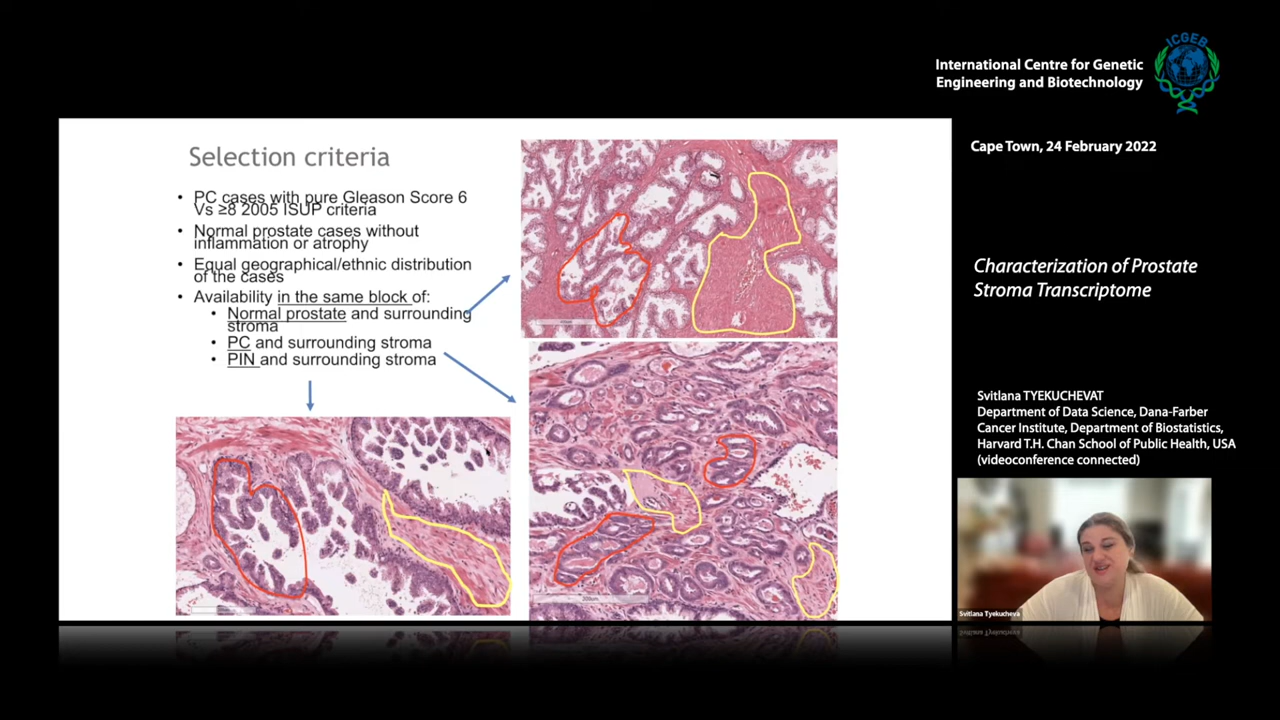 ICGEB
International Centre for Genetic
Engineering and Biotechnology
Cape Town, 24 February 2022
Selection criteria
• PC cases with pure Gleason Score 6
Vs ≥8 2005 ISUP criteria
• Normal prostate cases without
inflammation or atrophy
• Equal geographical/ethnic distribution
of the cases
• Availability in the same block of:
• Normal prostate and surrounding
stroma
• PC and surrounding stroma
• PIN and surrounding stroma
Characterization of Prostate
Stroma Transcriptome
Svitlana TYEKUCHEVAT
Department of Data Science, Dana-Farber
Cancer Institute, Department of Biostatistics,
Harvard T.H. Chan School of Public Health, USA
(videoconference connected)
Svitlana Tyekucheva